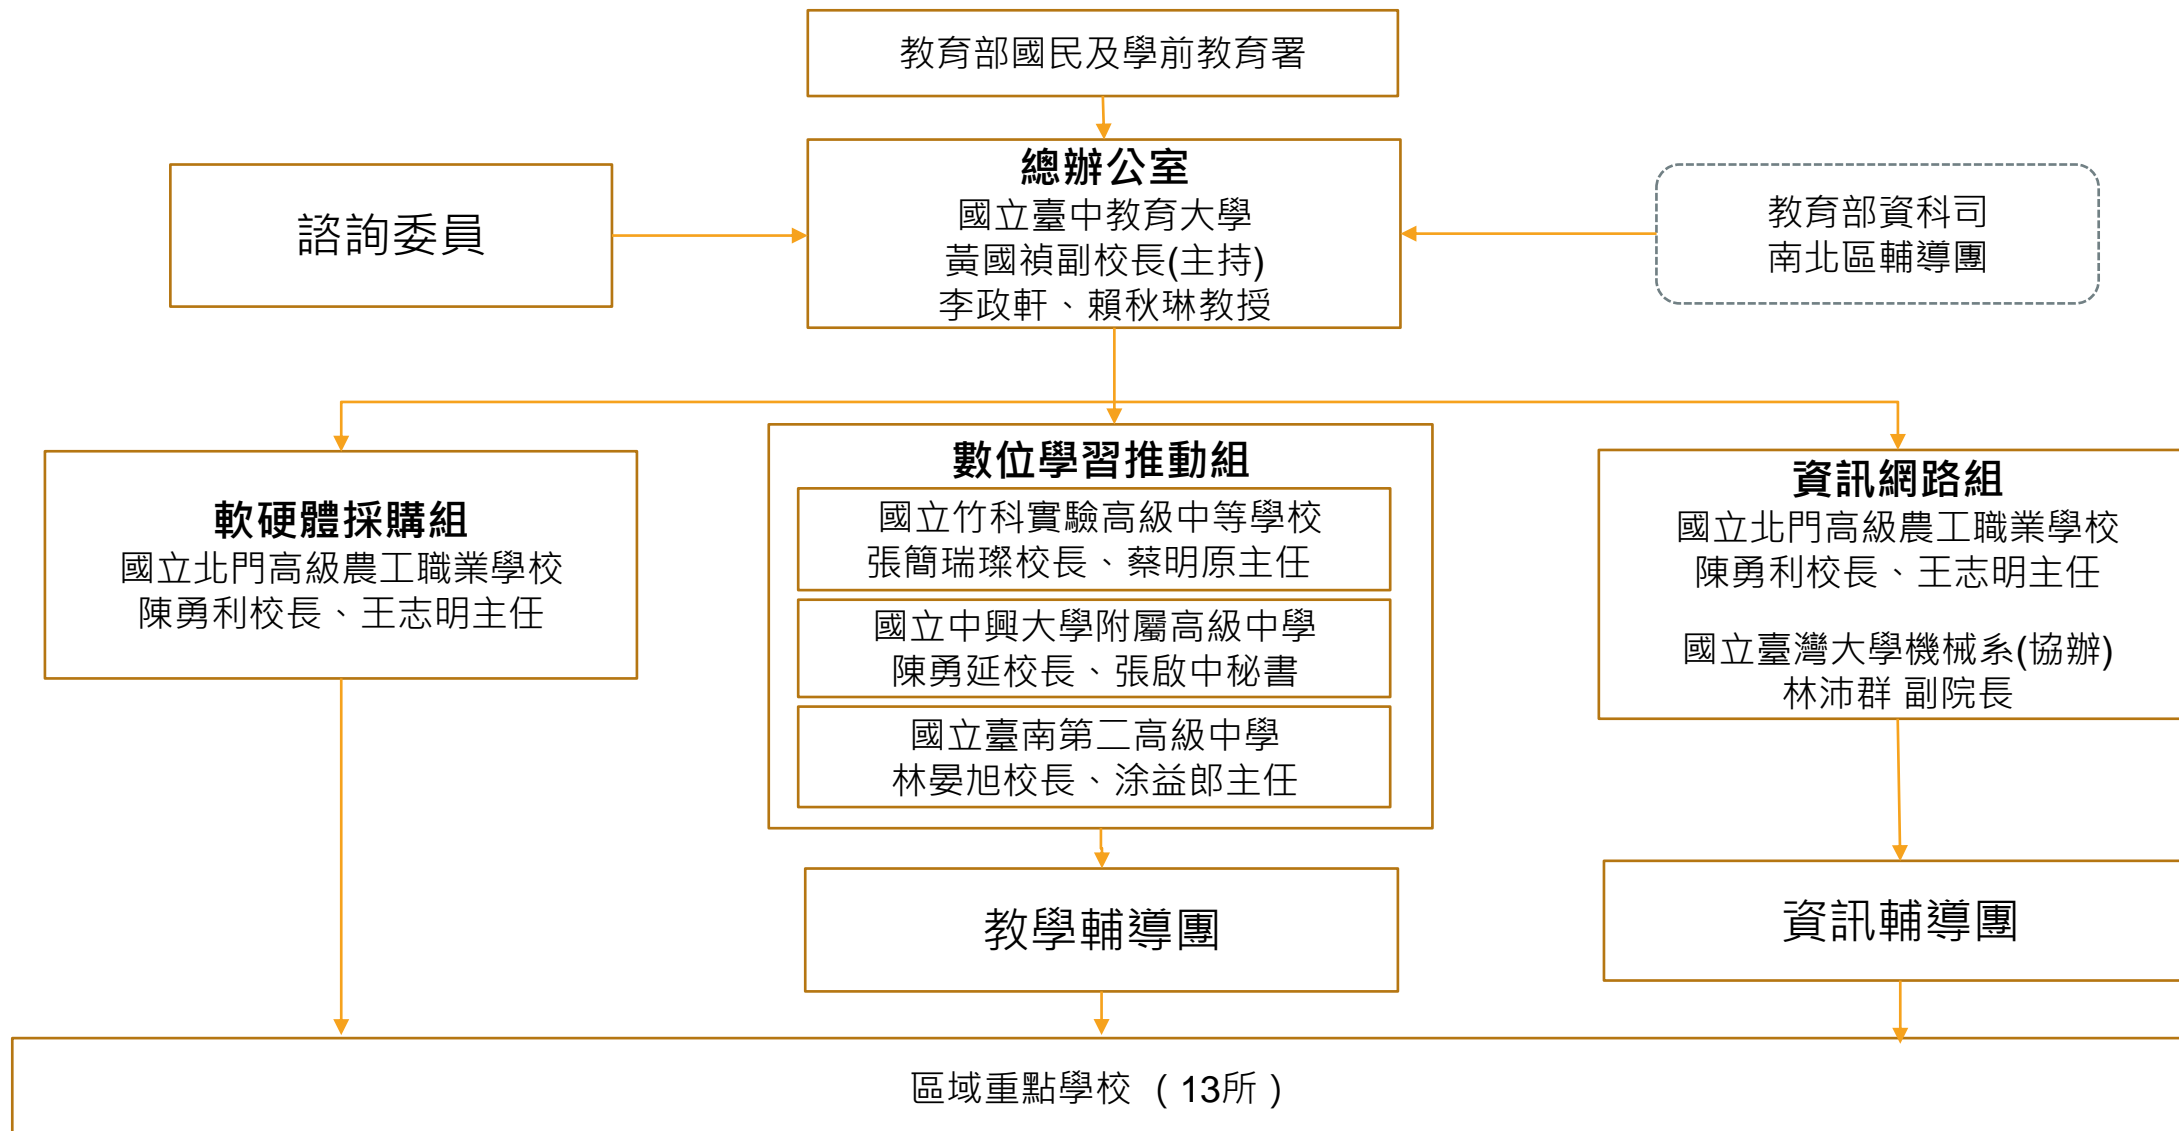 教育部國民及學前教育署
總辦公室
國立臺中教育大學
黃國禎副校長(主持)
李政軒、賴秋琳教授
諮詢委員
教育部資科司
南北區輔導團
軟硬體採購組
國立北門高級農工職業學校
陳勇利校長、王志明主任
數位學習推動組
國立竹科實驗高級中等學校
張簡瑞璨校長、蔡明原主任
國立中興大學附屬高級中學
陳勇延校長、張啟中秘書
國立臺南第二高級中學
林晏旭校長、涂益郎主任
資訊網路組
國立北門高級農工職業學校
陳勇利校長、王志明主任
國立臺灣大學機械系(協辦)
林沛群 副院長
教學輔導團
資訊輔導團
區域重點學校 （13所）